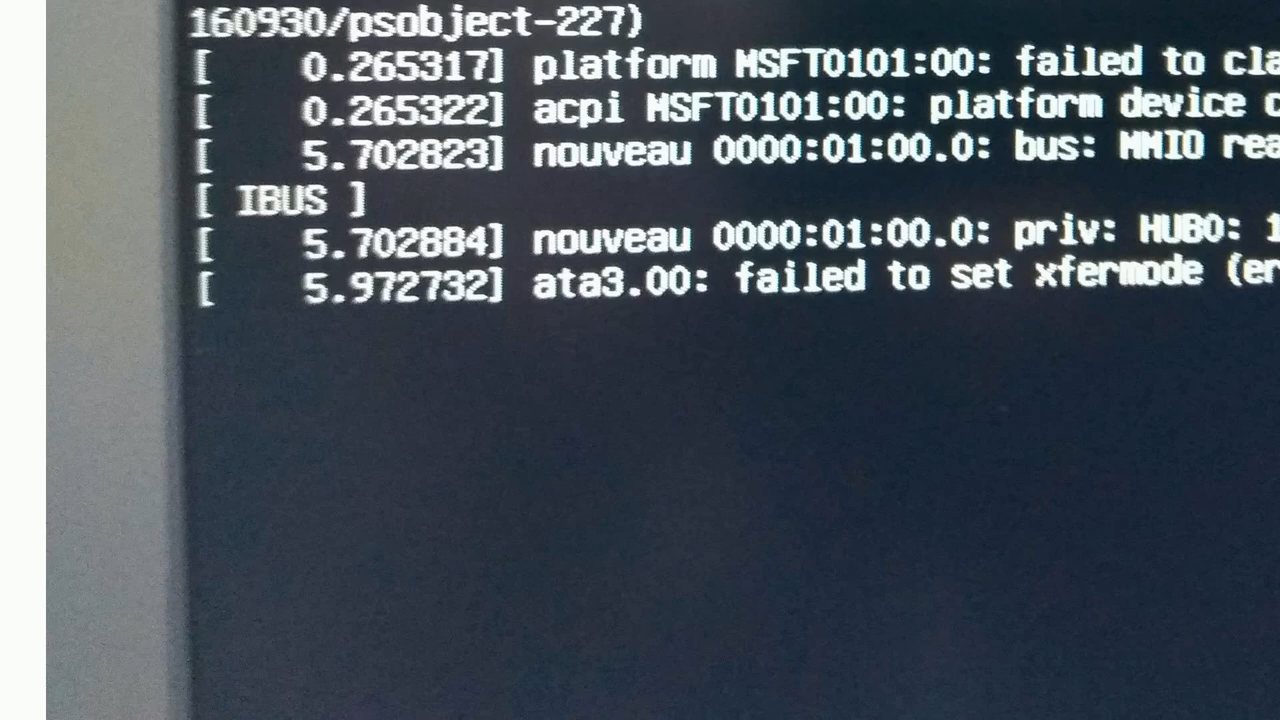 160930/psobject-227)
[    0.265317] platform MSFT0101:00: failed to
[    0.265322] acpi MSFT0101:00: platform device
[    5.702823] nouveau 0000:01:00.0: bus: MMIO
[ IBUS ]
[    5.702884] nouveau 0000:01:00.0: priv: HUB0:
[    5.972732] ata3.00: failed to set xfermode